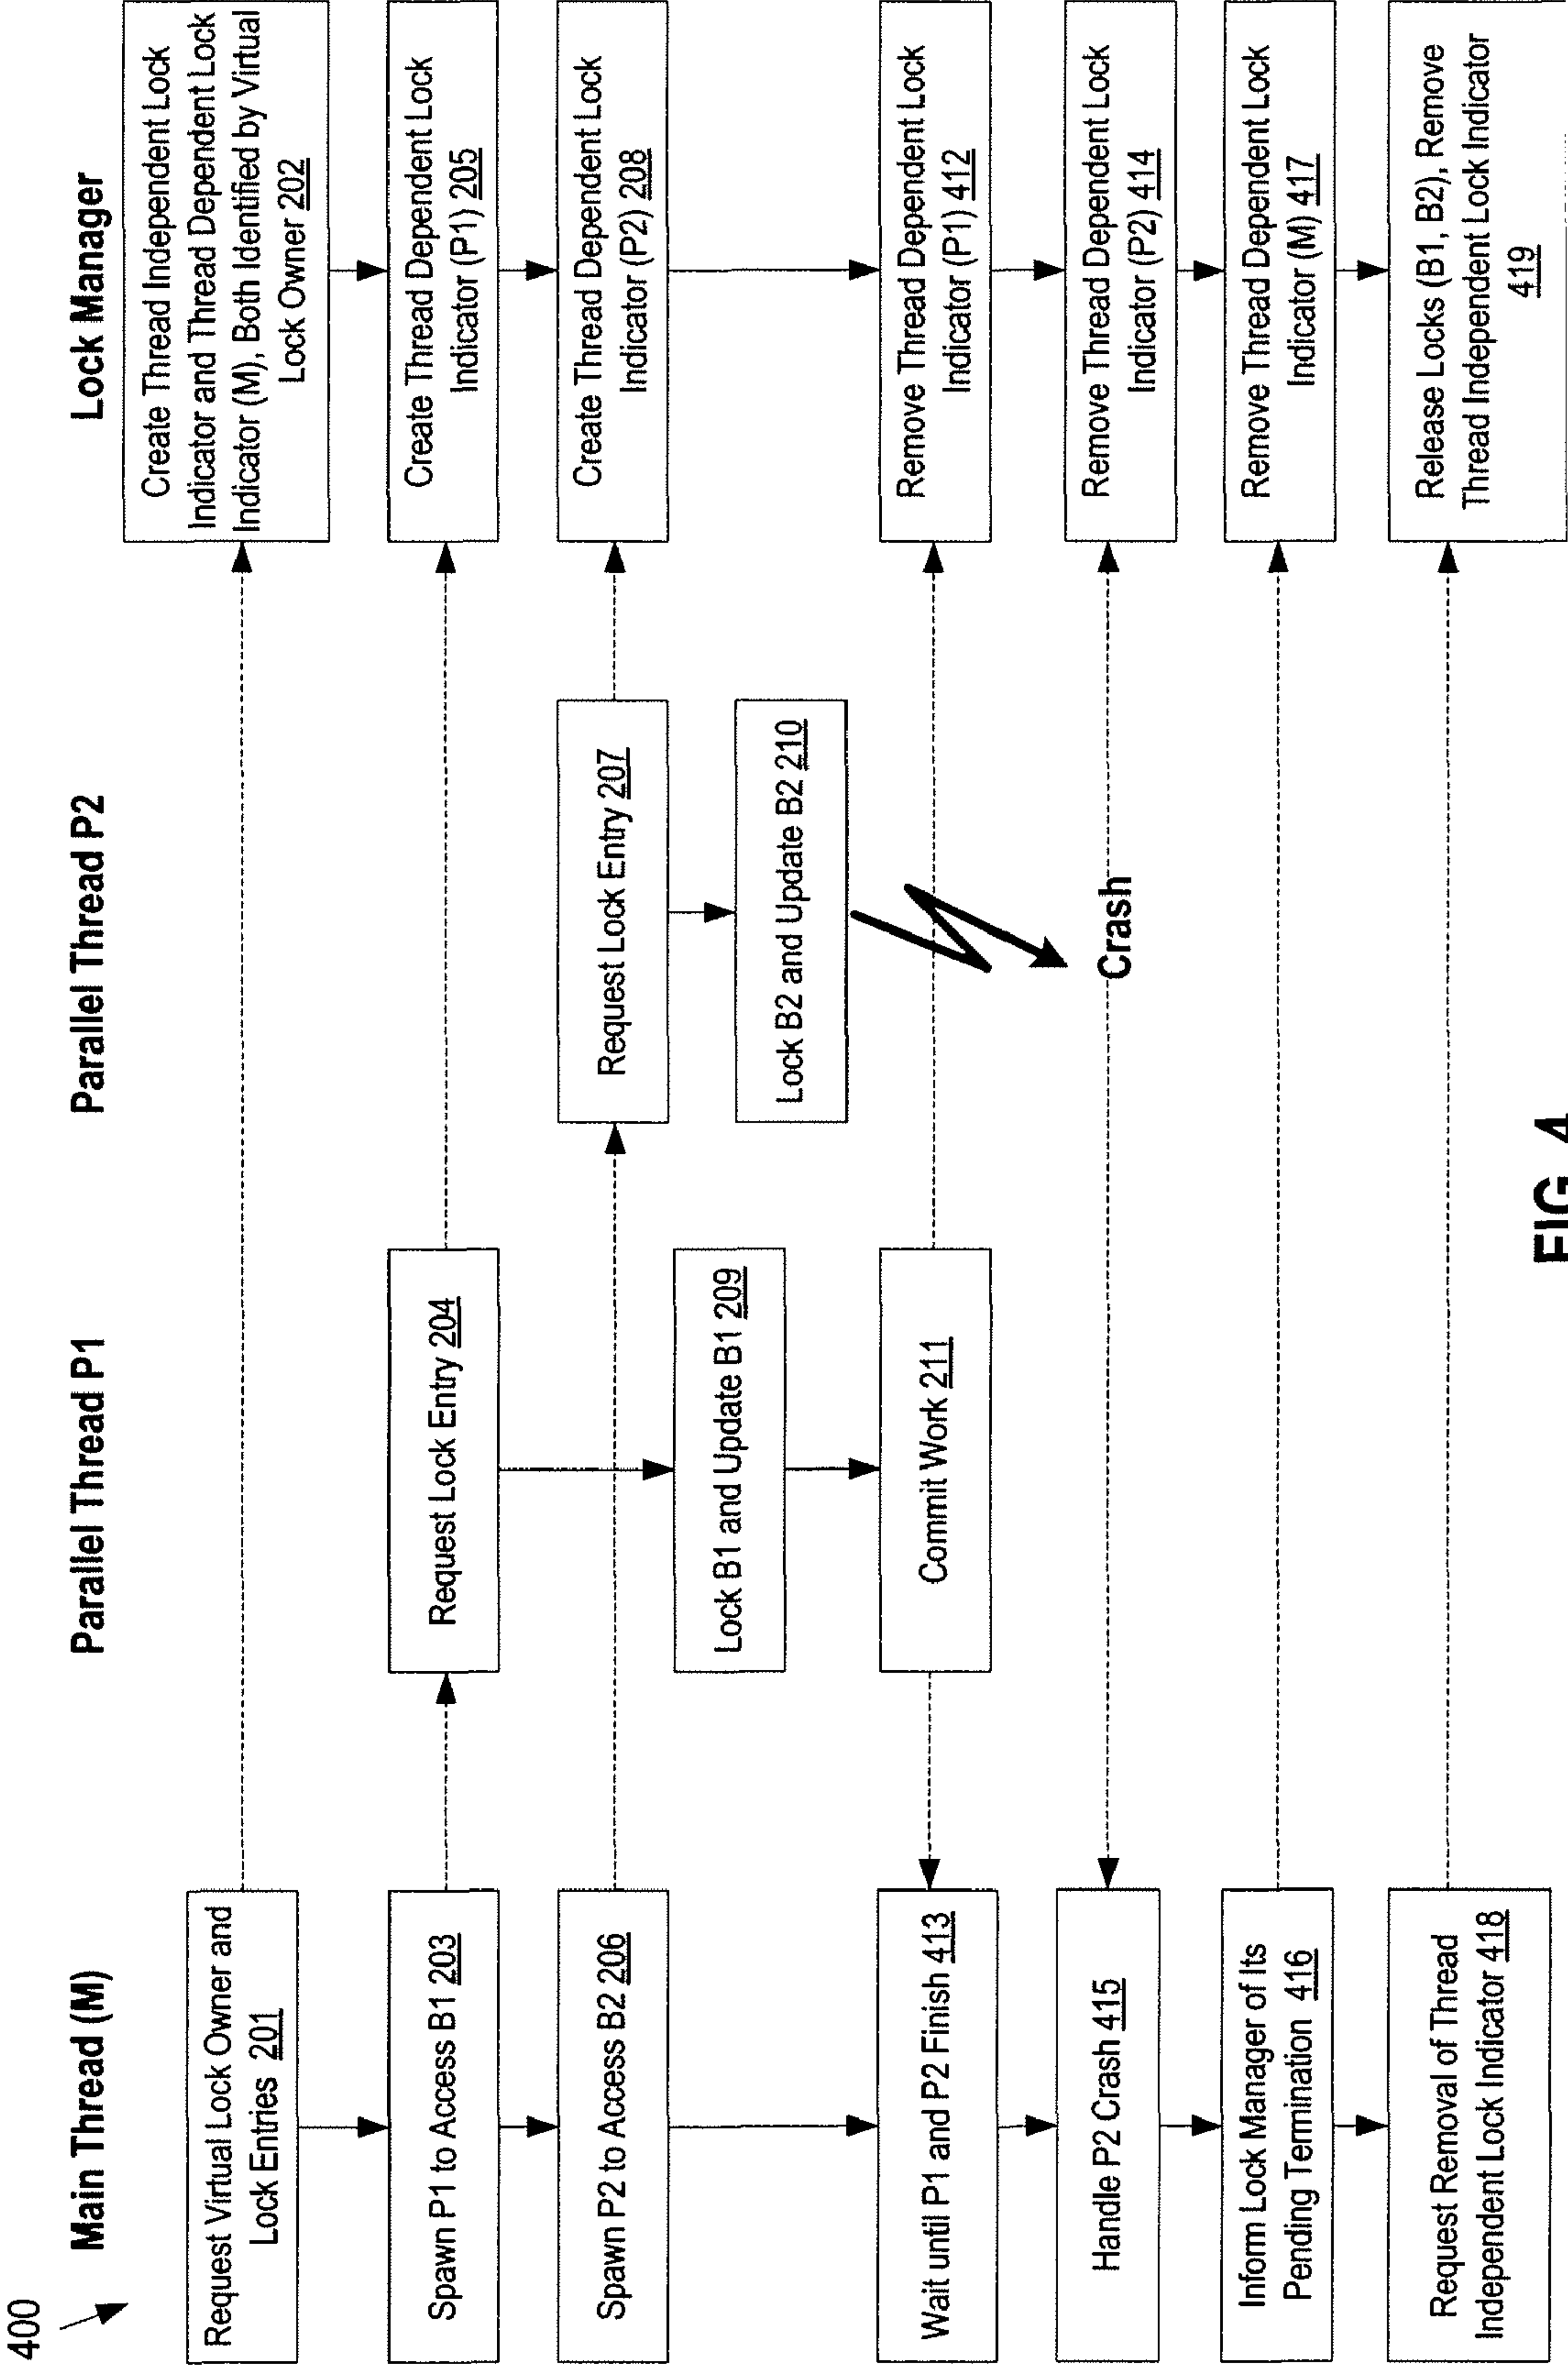 400
Main Thread (M)
Parallel Thread P1
Parallel Thread P2
Lock Manager
Request Virtual Lock Owner and
Lock Entries 201
Create Thread Independent Lock
Indicator and Thread Dependent Lock
Indicator (M), Both Identified by Virtual
Lock Owner 202
Spawn P1 to Access B1 203
Request Lock Entry 204
Create Thread Dependent Lock
Indicator (P1) 205
Spawn P2 to Access B2 206
Request Lock Entry 207
Create Thread Dependent Lock
Indicator (P2) 208
Lock B1 and Update B1 209
Lock B2 and Update B2 210
Wait until P1 and P2 Finish 413
Commit Work 211
Remove Thread Dependent Lock
Indicator (P1) 412
Handle P2 Crash 415
Crash
Remove Thread Dependent Lock
Indicator (P2) 414
Inform Lock Manager of Its
Pending Termination 416
Remove Thread Dependent Lock
Indicator (M) 417
Request Removal of Thread
Independent Lock Indicator 418
Release Locks (B1, B2), Remove
Thread Independent Lock Indicator
419
FIG. 4